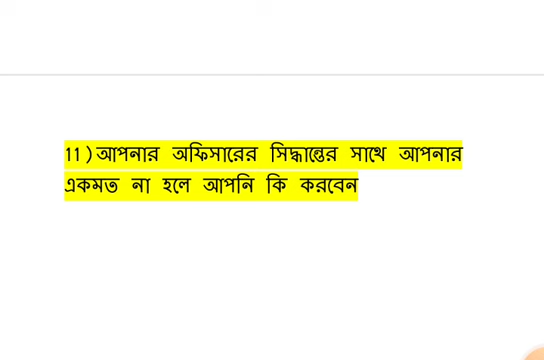 11)আপনার অফিসারের সিদ্ধান্তের সাথে আপনার
একমত না হলে আপনি কি করবেন